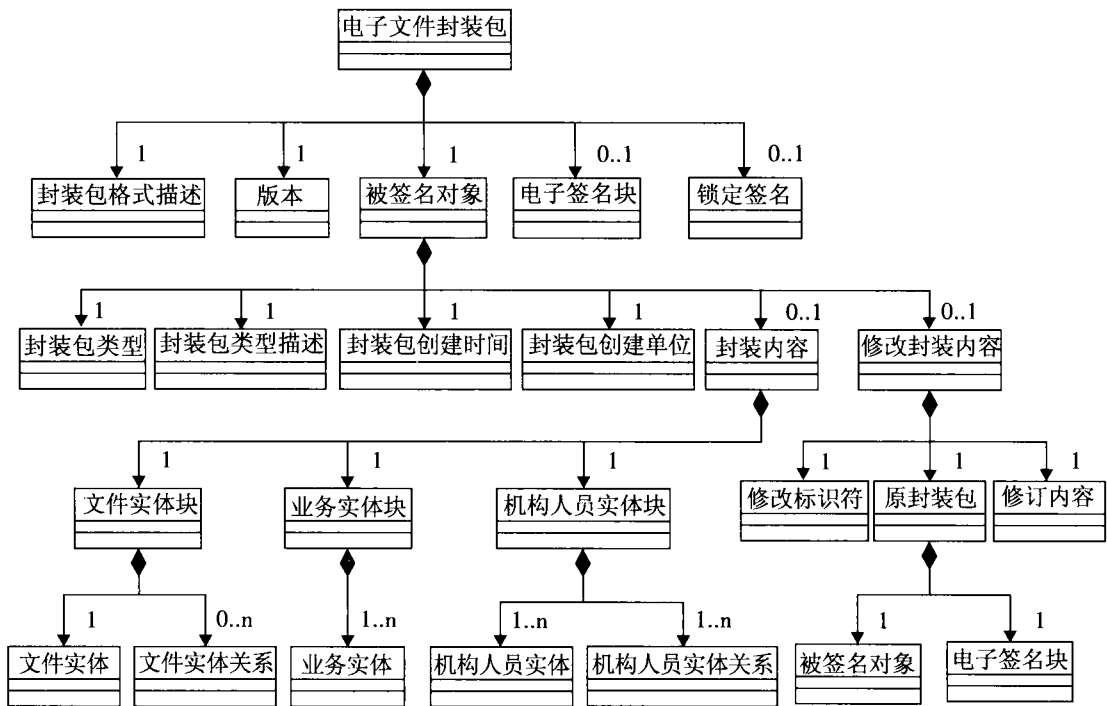 电子文件封装包
1 1 1 0..1 0..1
封装包格式描述 版本 被签名对象 电子签名块 锁定签名
1 1 1 1 0..1 0..1
封装包类型 封装包类型描述 封装包创建时间 封装包创建单位 封装内容 修改封装内容
1 1 1 1 1 1
文件实体块 业务实体块 机构人员实体块 修改标识符 原封装包 修订内容
1 0..n 1..n 1..n 1..n 1 1
文件实体 文件实体关系 业务实体 机构人员实体 机构人员实体关系 被签名对象 电子签名块